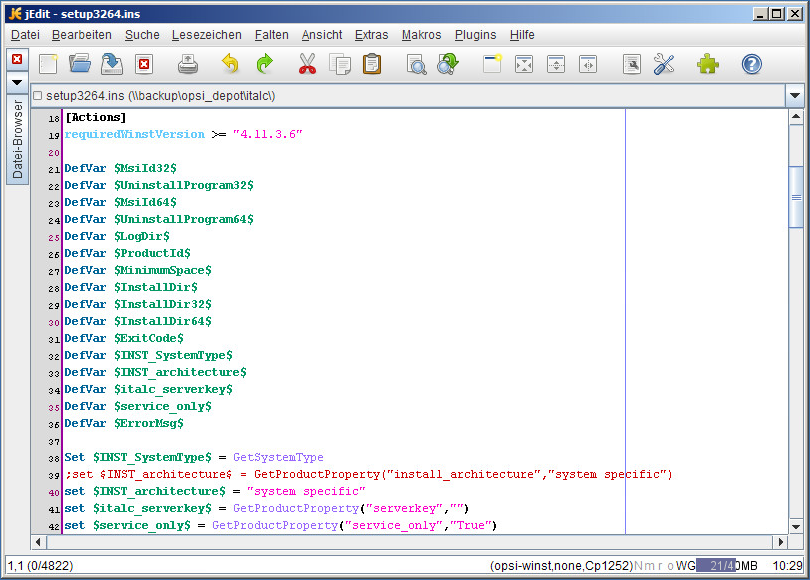 jEdit - setup3264.ins
Datei Bearbeiten Suche Lesezeichen Falten Ansicht Extras Makros Plugins Hilfe
setup3264.ins (\\backup\opsi_depot\italc\)
Datei-Browser
18 [Actions]
19 requiredWinstVersion >= "4.11.3.6"
20
21 DefVar $MsiId32$
22 DefVar $UninstallProgram32$
23 DefVar $MsiId64$
24 DefVar $UninstallProgram64$
25 DefVar $LogDir$
26 DefVar $ProductId$
27 DefVar $MinimumSpace$
28 DefVar $InstallDir$
29 DefVar $InstallDir32$
30 DefVar $InstallDir64$
31 DefVar $ExitCode$
32 DefVar $INST_SystemType$
33 DefVar $INST_architecture$
34 DefVar $italc_serverkey$
35 DefVar $service_only$
36 DefVar $ErrorMsg$
37
38 Set $INST_SystemType$ = GetSystemType
39 ;set $INST_architecture$ = GetProductProperty("install_architecture","system specific")
40 set $INST_architecture$ = "system specific"
41 set $italc_serverkey$ = GetProductProperty("serverkey","")
42 set $service_only$ = GetProductProperty("service_only","True")
1,1 (0/4822) (opsi-winst,none,Cp1252)N m r o WG 21/40MB 10:29